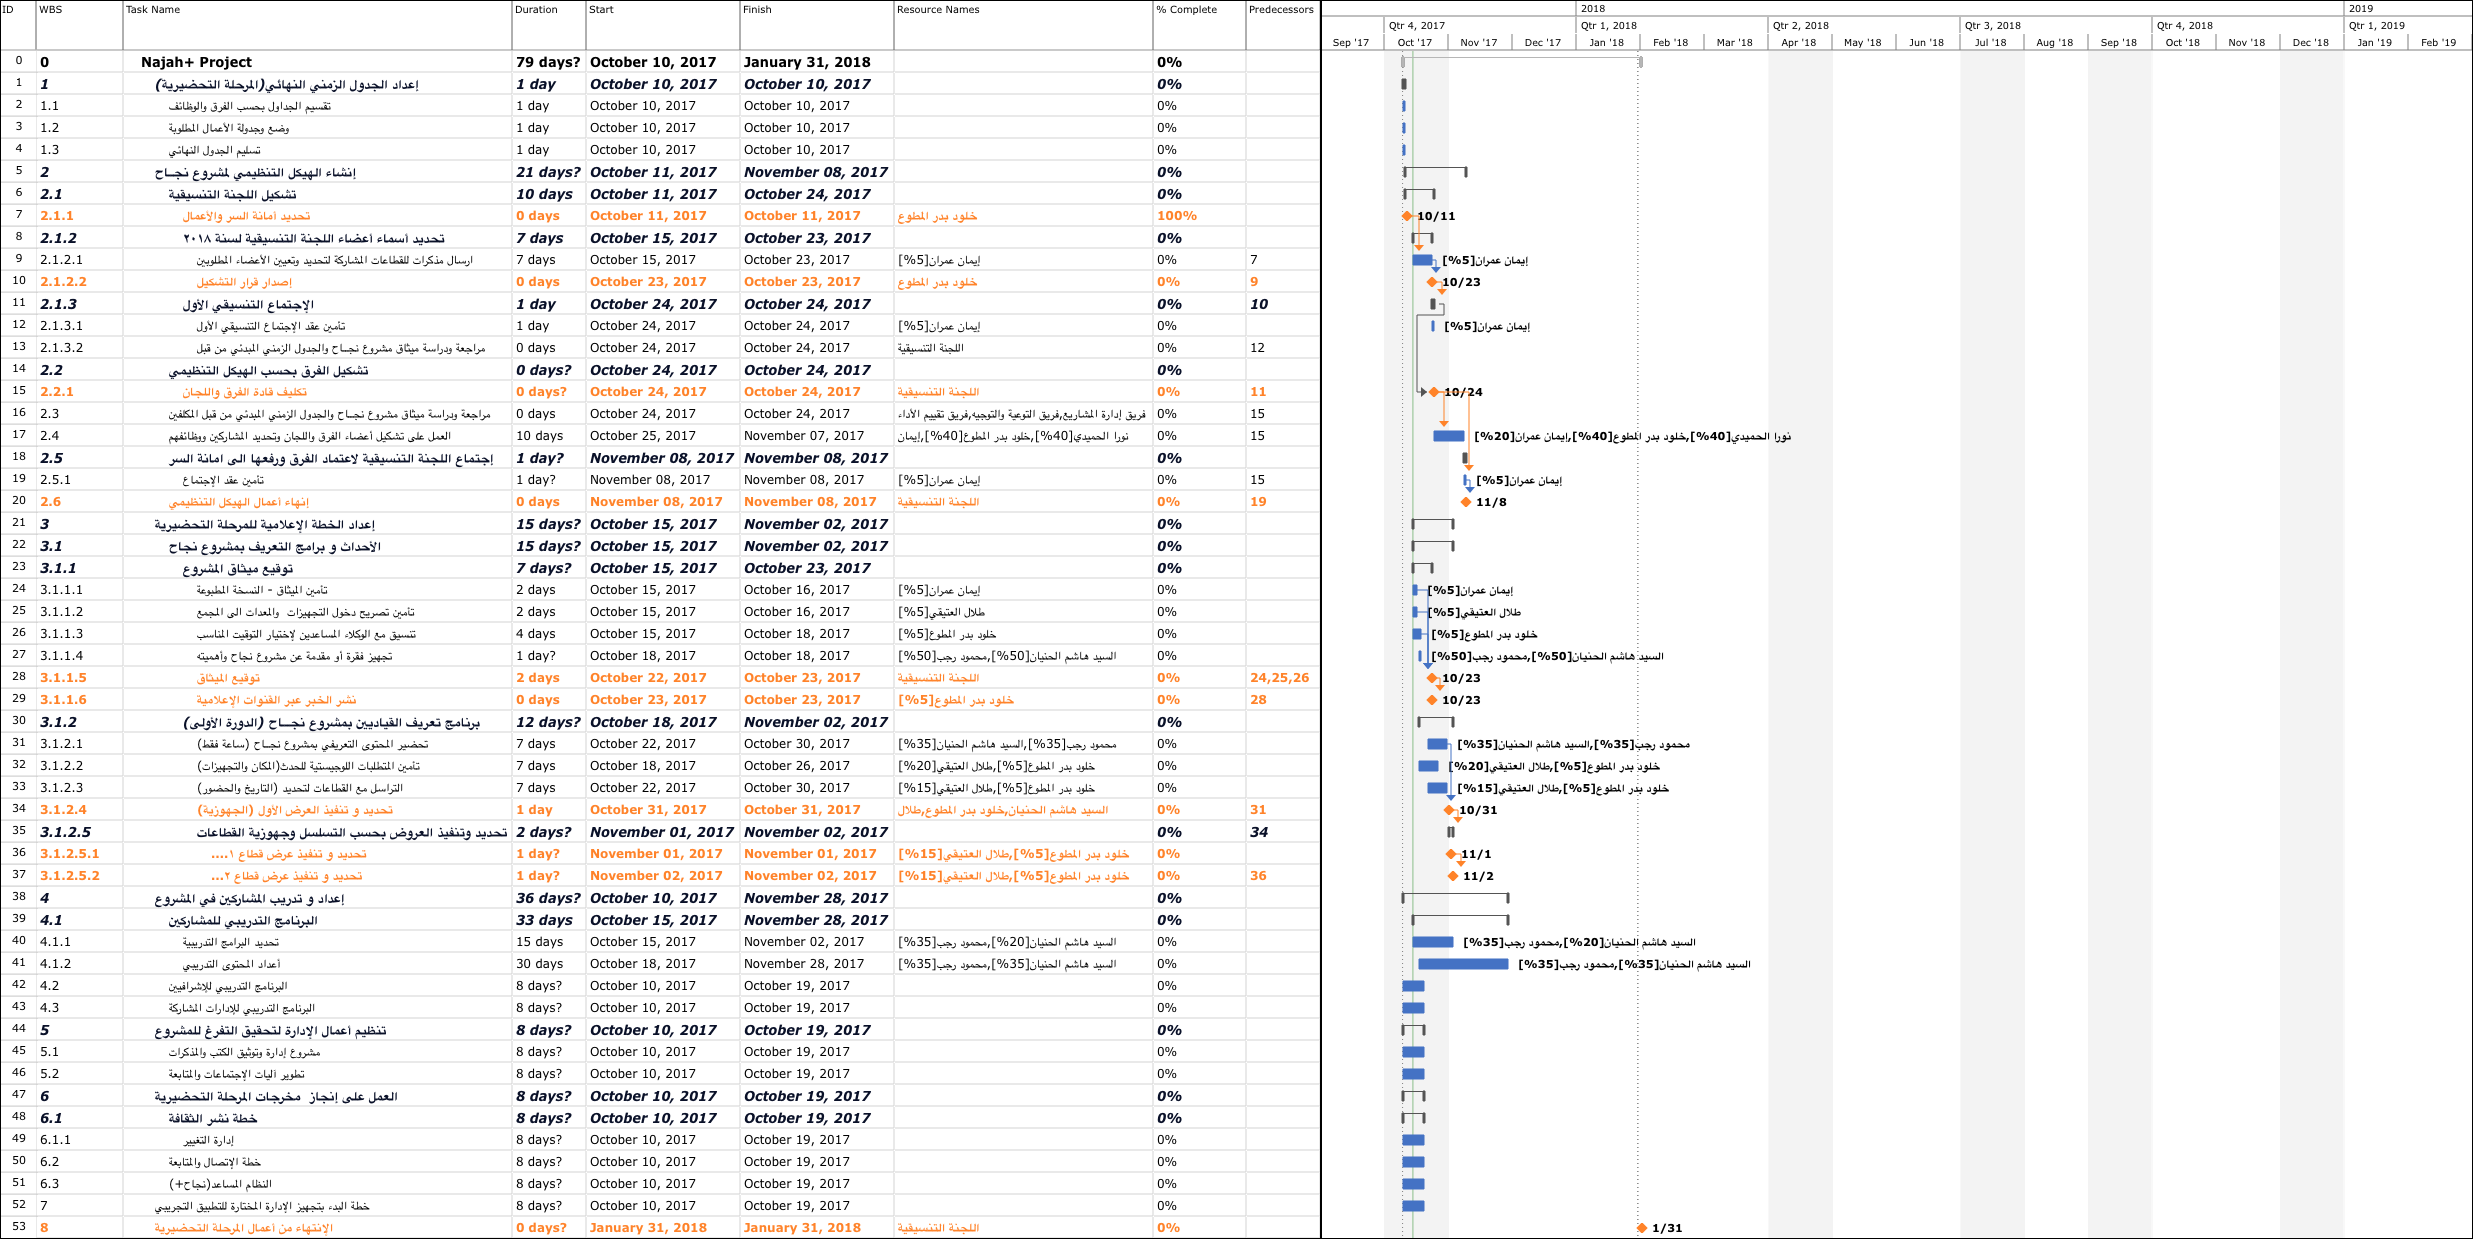 ID WBS Task Name Duration Start Finish Resource Names % Complete Predecessors
2018 2019
Qtr 4, 2017 Qtr 1, 2018 Qtr 2, 2018 Qtr 3, 2018 Qtr 4, 2018 Qtr 1, 2019
Sep '17 Oct '17 Nov '17 Dec '17 Jan '18 Feb '18 Mar '18 Apr '18 May '18 Jun '18 Jul '18 Aug '18 Sep '18 Oct '18 Nov '18 Dec '18 Jan '19 Feb '19
0 0 Najah+ Project 79 days? October 10, 2017 January 31, 2018 0%
1 1 إعداد الجدول الزمني النهائي(المرحلة التحضيرية) 1 day October 10, 2017 October 10, 2017 0%
2 1.1 تقسيم الجداول بحسب الفرق والوظائف 1 day October 10, 2017 October 10, 2017 0%
3 1.2 وضع وجدولة الأعمال المطلوبة 1 day October 10, 2017 October 10, 2017 0%
4 1.3 تسليم الجدول النهائي 1 day October 10, 2017 October 10, 2017 0%
5 2 إنشاء الهيكل التنظيمي لمشروع نجـاح 21 days? October 11, 2017 November 08, 2017 0%
6 2.1 تشكيل اللجنة التنسيقية 10 days October 11, 2017 October 24, 2017 0%
7 2.1.1 تحديد أمانة السر والأعمال 0 days October 11, 2017 October 11, 2017 خلود بدر المطوع 100% 10/11
8 2.1.2 تحديد أسماء أعضاء اللجنة التنسيقية لسنة ٢٠١٨ 7 days October 15, 2017 October 23, 2017 0%
9 2.1.2.1 ارسال مذكرات للقطاعات المشاركة لتحديد وتعيين الأعضاء المطلوبين 7 days October 15, 2017 October 23, 2017 إيمان عمران[5%] 0% 7 إيمان عمران[5%]
10 2.1.2.2 إصدار قرار التشكيل 0 days October 23, 2017 October 23, 2017 خلود بدر المطوع 0% 9 10/23
11 2.1.3 الإجتماع التنسيقي الأول 1 day October 24, 2017 October 24, 2017 0% 10
12 2.1.3.1 تأمين عقد الإجتماع التنسيقي الأول 1 day October 24, 2017 October 24, 2017 إيمان عمران[5%] 0% إيمان عمران[5%]
13 2.1.3.2 مراجعة ودراسة ميثاق مشروع نجـاح والجدول الزمني المبدئي من قبل 0 days October 24, 2017 October 24, 2017 اللجنة التنسيقية 0% 12
14 2.2 تشكيل الفرق بحسب الهيكل التنظيمي 0 days? October 24, 2017 October 24, 2017 0%
15 2.2.1 تكليف قادة الفرق واللجان 0 days? October 24, 2017 October 24, 2017 اللجنة التنسيقية 0% 11 10/24
16 2.3 مراجعة ودراسة ميثاق مشروع نجـاح والجدول الزمني المبدئي من قبل المكلفين 0 days October 24, 2017 October 24, 2017 فريق إدارة المشاريع,فريق التوعية والتوجيه,فريق تقييم الأداء 0% 15
17 2.4 العمل على تشكيل أعضاء الفرق واللجان وتحديد المشاركين ووظائفهم 10 days October 25, 2017 November 07, 2017 نورا الحميدي[40%],خلود بدر المطوع[40%],إيمان 0% 15 نورا الحميدي[40%],خلود بدر المطوع[40%],إيمان عمران[20%]
18 2.5 إجتماع اللجنة التنسيقية لاعتماد الفرق ورفعها الى امانة السر 1 day? November 08, 2017 November 08, 2017 0%
19 2.5.1 تأمين عقد الإجتماع 1 day? November 08, 2017 November 08, 2017 إيمان عمران[5%] 0% 15 إيمان عمران[5%]
20 2.6 إنهاء أعمال الهيكل التنظيمي 0 days November 08, 2017 November 08, 2017 اللجنة التنسيقية 0% 19 11/8
21 3 إعداد الخطة الإعلامية للمرحلة التحضيرية 15 days? October 15, 2017 November 02, 2017 0%
22 3.1 الأحداث و برامج التعريف بمشروع نجاح 15 days? October 15, 2017 November 02, 2017 0%
23 3.1.1 توقيع ميثاق المشروع 7 days? October 15, 2017 October 23, 2017 0%
24 3.1.1.1 تأمين الميثاق - النسخة المطبوعة 2 days October 15, 2017 October 16, 2017 إيمان عمران[5%] 0% إيمان عمران[5%]
25 3.1.1.2 تأمين تصريح دخول التجهيزات والمعدات الى المجمع 2 days October 15, 2017 October 16, 2017 طلال العتيقي[5%] 0% طلال العتيقي[5%]
26 3.1.1.3 تنسيق مع الوكلاء المساعدين لإختيار التوقيت المناسب 4 days October 15, 2017 October 18, 2017 خلود بدر المطوع[5%] 0% خلود بدر المطوع[5%]
27 3.1.1.4 تجهيز فقرة أو مقدمة عن مشروع نجاح وأهميته 1 day? October 18, 2017 October 18, 2017 السيد هاشم الحنيان[50%],محمود رجب[50%] 0% السيد هاشم الحنيان[50%],محمود رجب[50%]
28 3.1.1.5 توقيع الميثاق 2 days October 22, 2017 October 23, 2017 اللجنة التنسيقية 0% 24,25,26 10/23
29 3.1.1.6 نشر الخبر عبر القنوات الإعلامية 0 days October 23, 2017 October 23, 2017 خلود بدر المطوع[5%] 0% 28 10/23
30 3.1.2 برنامج تعريف القياديين بمشروع نجـاح (الدورة الأولى) 12 days? October 18, 2017 November 02, 2017 0%
31 3.1.2.1 تحضير المحتوى التعريفي بمشروع نجـاح (ساعة فقط) 7 days October 22, 2017 October 30, 2017 محمود رجب[35%],السيد هاشم الحنيان[35%] 0% محمود رجب[35%],السيد هاشم الحنيان[35%]
32 3.1.2.2 تأمين المتطلبات اللوجيستية للحدث(المكان والتجهيزات) 7 days October 18, 2017 October 26, 2017 خلود بدر المطوع[5%],طلال العتيقي[20%] 0% خلود بدر المطوع[5%],طلال العتيقي[20%]
33 3.1.2.3 التراسل مع القطاعات لتحديد (التاريخ والحضور) 7 days October 22, 2017 October 30, 2017 خلود بدر المطوع[5%],طلال العتيقي[15%] 0% خلود بدر المطوع[5%],طلال العتيقي[15%]
34 3.1.2.4 تحديد و تنفيذ العرض الأول (الجهوزية) 1 day October 31, 2017 October 31, 2017 السيد هاشم الحنيان,خلود بدر المطوع,طلال 0% 31 10/31
35 3.1.2.5 تحديد وتنفيذ العروض بحسب التسلسل وجهوزية القطاعات 2 days? November 01, 2017 November 02, 2017 0% 34
36 3.1.2.5.1 تحديد و تنفيذ عرض قطاع ١.... 1 day? November 01, 2017 November 01, 2017 خلود بدر المطوع[5%],طلال العتيقي[15%] 0% 11/1
37 3.1.2.5.2 تحديد و تنفيذ عرض قطاع ٢... 1 day? November 02, 2017 November 02, 2017 خلود بدر المطوع[5%],طلال العتيقي[15%] 0% 36 11/2
38 4 إعداد و تدريب المشاركين في المشروع 36 days? October 10, 2017 November 28, 2017 0%
39 4.1 البرنامج التدريبي للمشاركين 33 days October 15, 2017 November 28, 2017 0%
40 4.1.1 تحديد البرامج التدريبية 15 days October 15, 2017 November 02, 2017 السيد هاشم الحنيان[20%],محمود رجب[35%] 0% السيد هاشم الحنيان[20%],محمود رجب[35%]
41 4.1.2 أعداد المحتوى التدريبي 30 days October 18, 2017 November 28, 2017 السيد هاشم الحنيان[35%],محمود رجب[35%] 0% السيد هاشم الحنيان[35%],محمود رجب[35%]
42 4.2 البرنامج التدريبي للإشرافيين 8 days? October 10, 2017 October 19, 2017 0%
43 4.3 البرنامج التدريبي للإدارات المشاركة 8 days? October 10, 2017 October 19, 2017 0%
44 5 تنظيم أعمال الإدارة لتحقيق التفرغ للمشروع 8 days? October 10, 2017 October 19, 2017 0%
45 5.1 مشروع إدارة وتوثيق الكتب والمذكرات 8 days? October 10, 2017 October 19, 2017 0%
46 5.2 تطوير آليات الإجتماعات والمتابعة 8 days? October 10, 2017 October 19, 2017 0%
47 6 العمل على إنجاز مخرجات المرحلة التحضيرية 8 days? October 10, 2017 October 19, 2017 0%
48 6.1 خطة نشر الثقافة 8 days? October 10, 2017 October 19, 2017 0%
49 6.1.1 إدارة التغيير 8 days? October 10, 2017 October 19, 2017 0%
50 6.2 خطة الإتصال والمتابعة 8 days? October 10, 2017 October 19, 2017 0%
51 6.3 النظام المساعد(نجاح+) 8 days? October 10, 2017 October 19, 2017 0%
52 7 خطة البدء بتجهيز الإدارة المختارة للتطبيق التجريبي 8 days? October 10, 2017 October 19, 2017 0%
53 8 الإنتهاء من أعمال المرحلة التحضيرية 0 days? January 31, 2018 January 31, 2018 اللجنة التنسيقية 0% 1/31